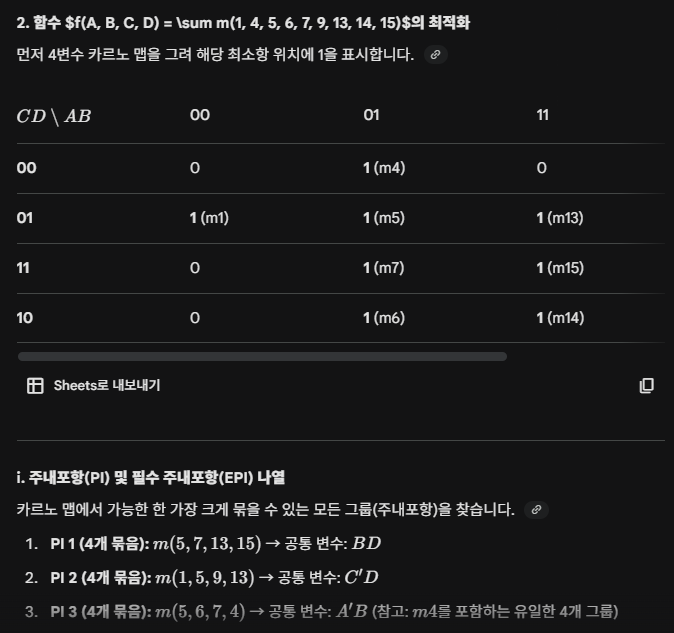 2. 함수 $f(A, B, C, D) = \sum m(1, 4, 5, 6, 7, 9, 13, 14, 15)$의 최적화
먼저 4변수 카르노 맵을 그려 해당 최소항 위치에 1을 표시합니다.
CD \ AB 00 01 11
00 0 1 (m4) 0
01 1 (m1) 1 (m5) 1 (m13)
11 0 1 (m7) 1 (m15)
10 0 1 (m6) 1 (m14)
Sheets로 내보내기
i. 주내포항(PI) 및 필수 주내포항(EPI) 나열
카르노 맵에서 가능한 한 가장 크게 묶을 수 있는 모든 그룹(주내포항)을 찾습니다.
1. PI 1 (4개 묶음): m(5, 7, 13, 15) → 공통 변수: BD
2. PI 2 (4개 묶음): m(1, 5, 9, 13) → 공통 변수: C′D
3. PI 3 (4개 묶음): m(5, 6, 7, 4) → 공통 변수: A′B (참고: m4를 포함하는 유일한 4개 그룹)